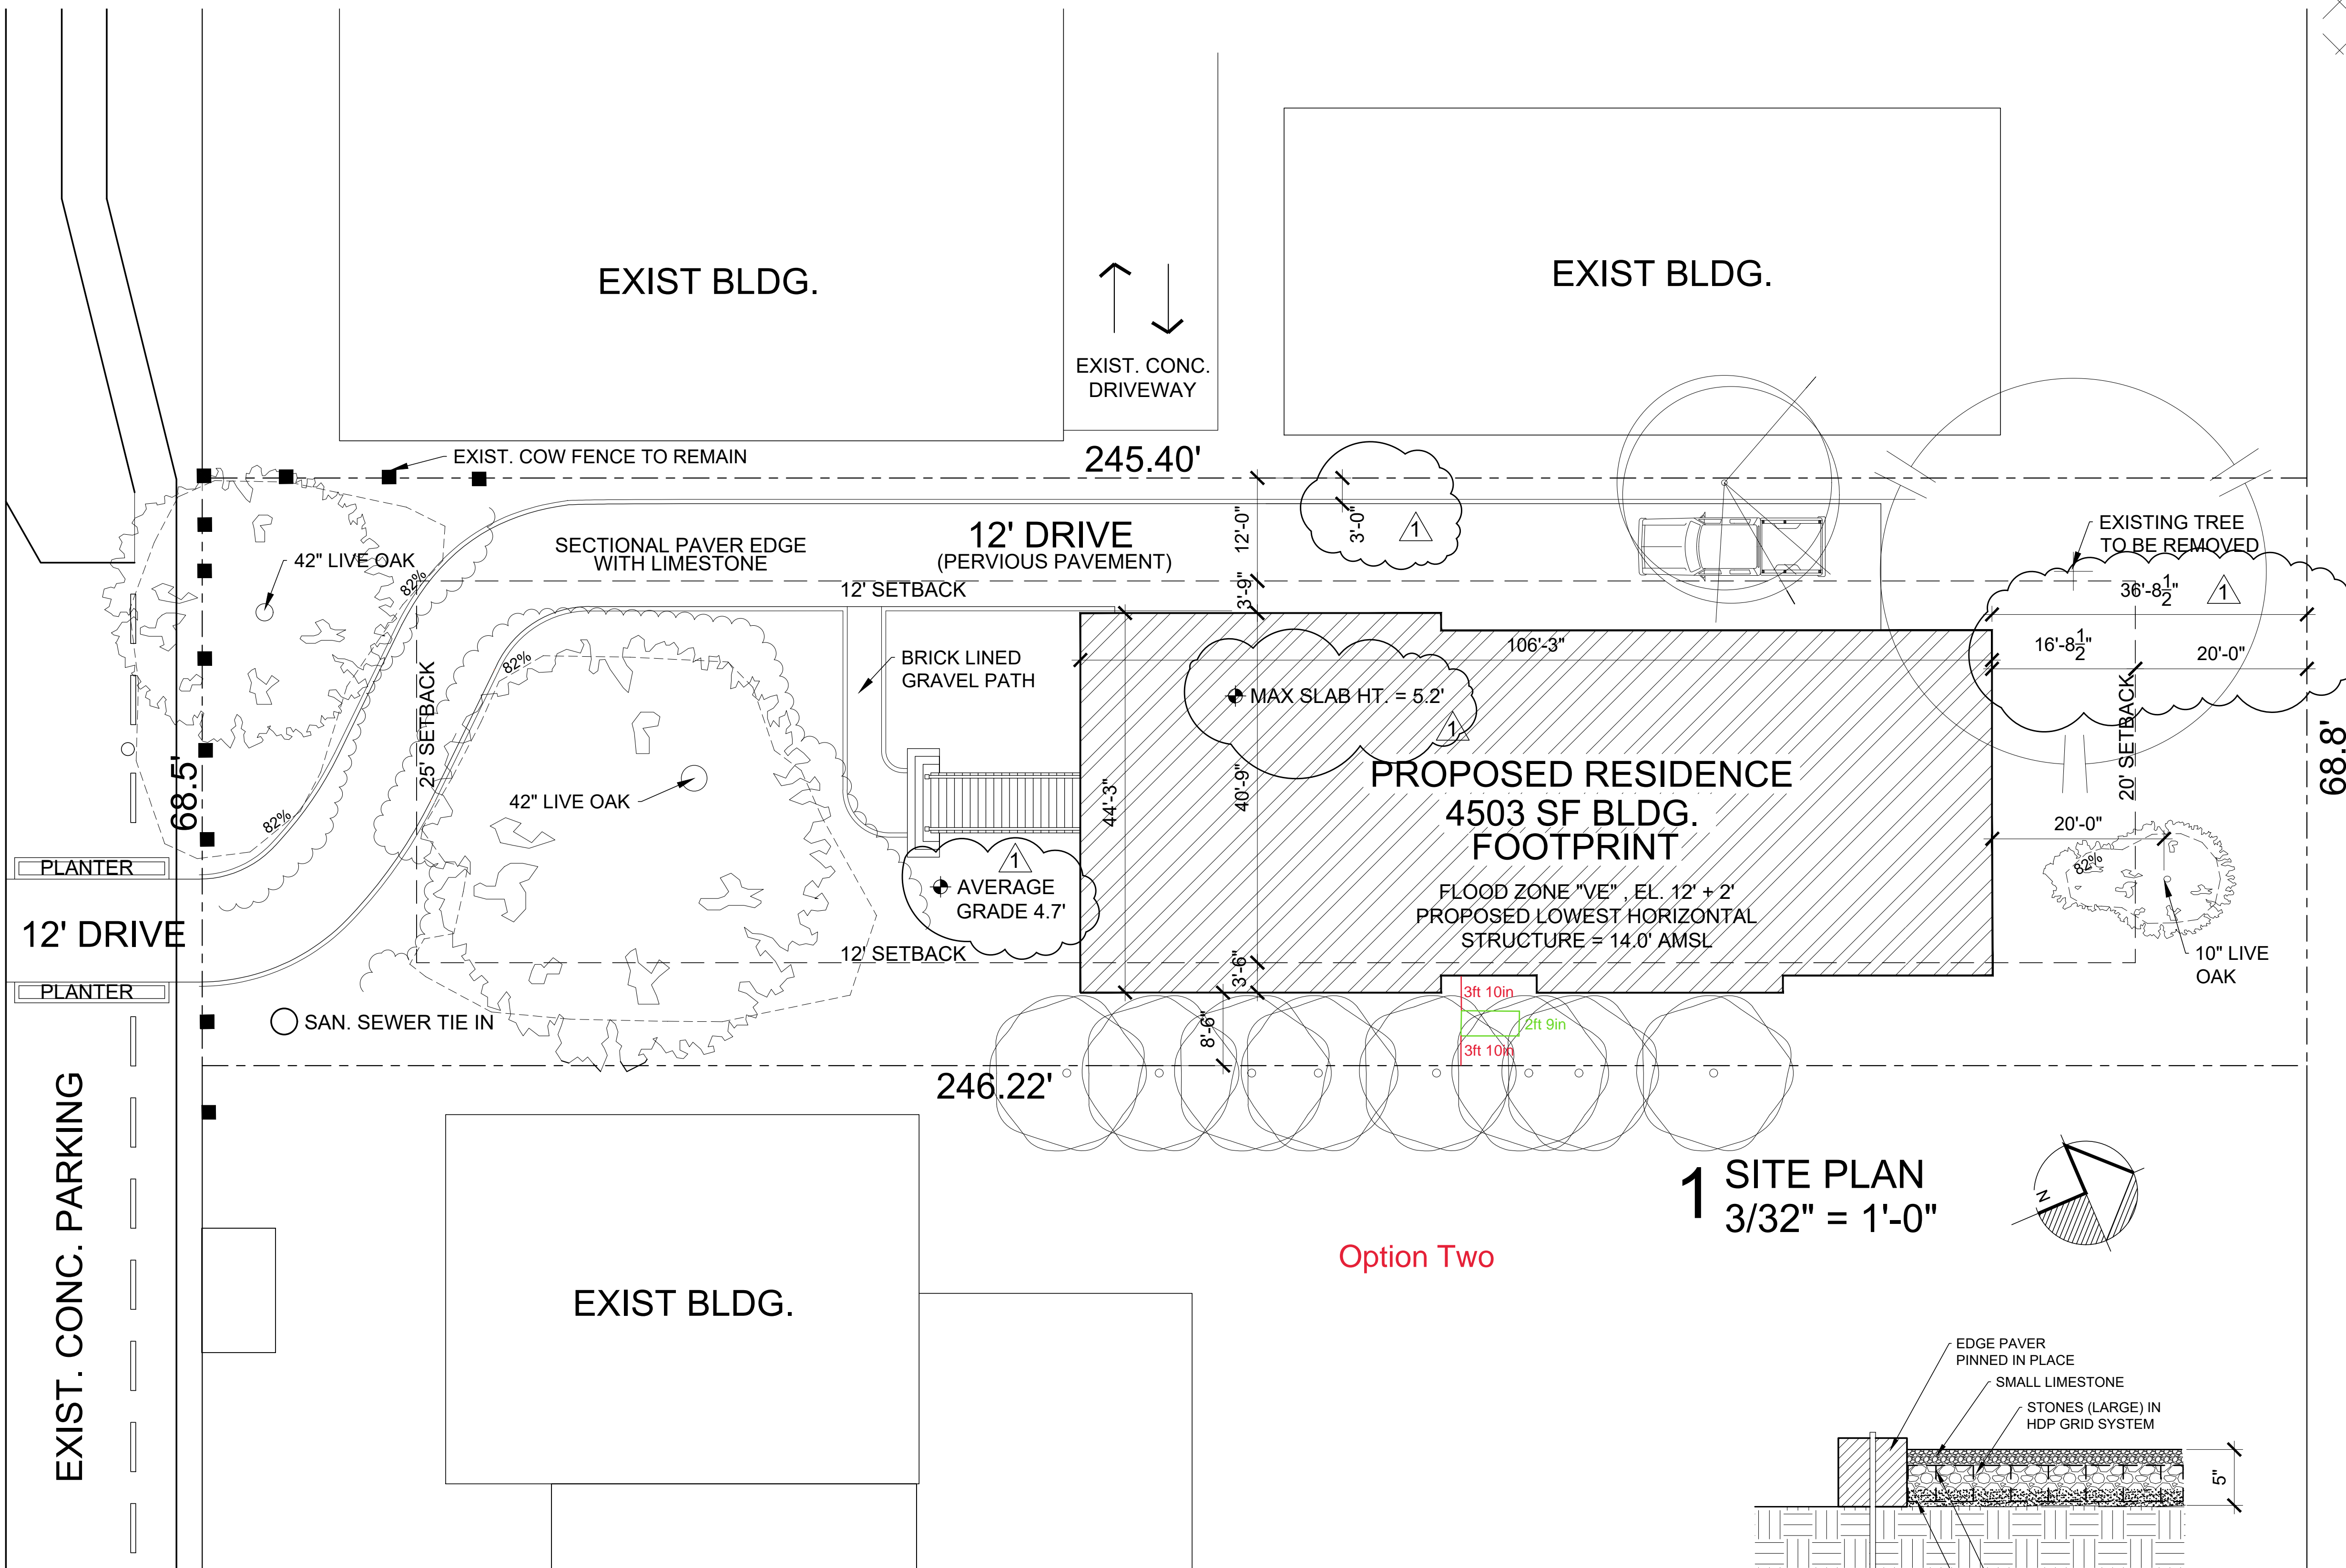 EXIST BLDG.
EXIST BLDG.
EXIST. CONC.
DRIVEWAY
EXIST. COW FENCE TO REMAIN
245.40'
42" LIVE OAK
82%
SECTIONAL PAVER EDGE
WITH LIMESTONE
12' DRIVE
(PERVIOUS PAVEMENT)
12' SETBACK
12'-0"
3'-9"
3'-0"
1
EXISTING TREE
TO BE REMOVED
36'-8 1/2"
1
16'-8 1/2"
20'-0"
82%
25' SETBACK
BRICK LINED
GRAVEL PATH
106'-3"
MAX SLAB HT. = 5.2'
1
20' SETBACK
68.8'
68.5'
82%
42" LIVE OAK
44'-3"
40'-9"
PROPOSED RESIDENCE
4503 SF BLDG.
FOOTPRINT
FLOOD ZONE "VE", EL. 12' + 2'
PROPOSED LOWEST HORIZONTAL
STRUCTURE = 14.0' AMSL
20'-0"
82%
10" LIVE
OAK
PLANTER
12' DRIVE
PLANTER
1
AVERAGE
GRADE 4.7'
12' SETBACK
3'-6"
8'-6"
3ft 10in
2ft 9in
3ft 10in
SAN. SEWER TIE IN
246.22'
EXIST. CONC. PARKING
1 SITE PLAN
3/32" = 1'-0"
N
Option Two
EXIST BLDG.
EDGE PAVER
PINNED IN PLACE
SMALL LIMESTONE
STONES (LARGE) IN
HDP GRID SYSTEM
5"